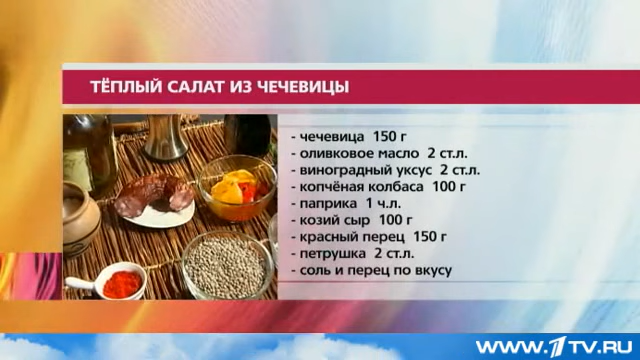 ТЁПЛЫЙ САЛАТ ИЗ ЧЕЧЕВИЦЫ
- чечевица 150 г
- оливковое масло 2 ст.л.
- виноградный уксус 2 ст.л.
- копчёная колбаса 100 г
- паприка 1 ч.л.
- козий сыр 100 г
- красный перец 150 г
- петрушка 2 ст.л.
- соль и перец по вкусу
WWW.1TV.RU